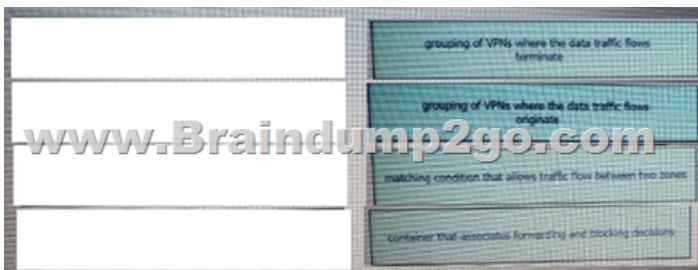 grouping of VPNs where the data traffic flows
terminate
grouping of VPNs where the data traffic flows
originate
www.Braindump2go.com
matching condition that allows traffic flow between two zones
container that associates forwarding and blocking decisions